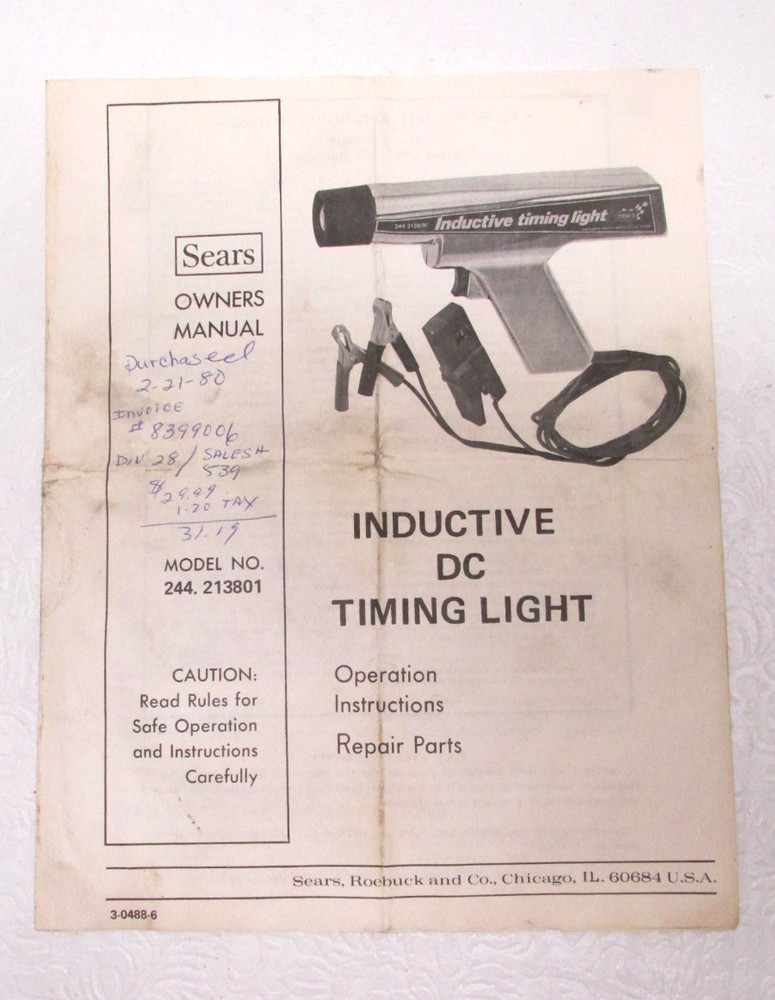 Sears
OWNERS
MANUAL
Purchased
2-21-80
INVOICE
# 8399006
DIV 28 / SALES#
539
$29.99
1.20 TAX
31.19
MODEL NO.
244. 213801
CAUTION:
Read Rules for
Safe Operation
and Instructions
Carefully
Inductive timing light
INDUCTIVE
DC
TIMING LIGHT
Operation
Instructions
Repair Parts
Sears, Roebuck and Co., Chicago, IL. 60684 U.S.A.
3-0488-6